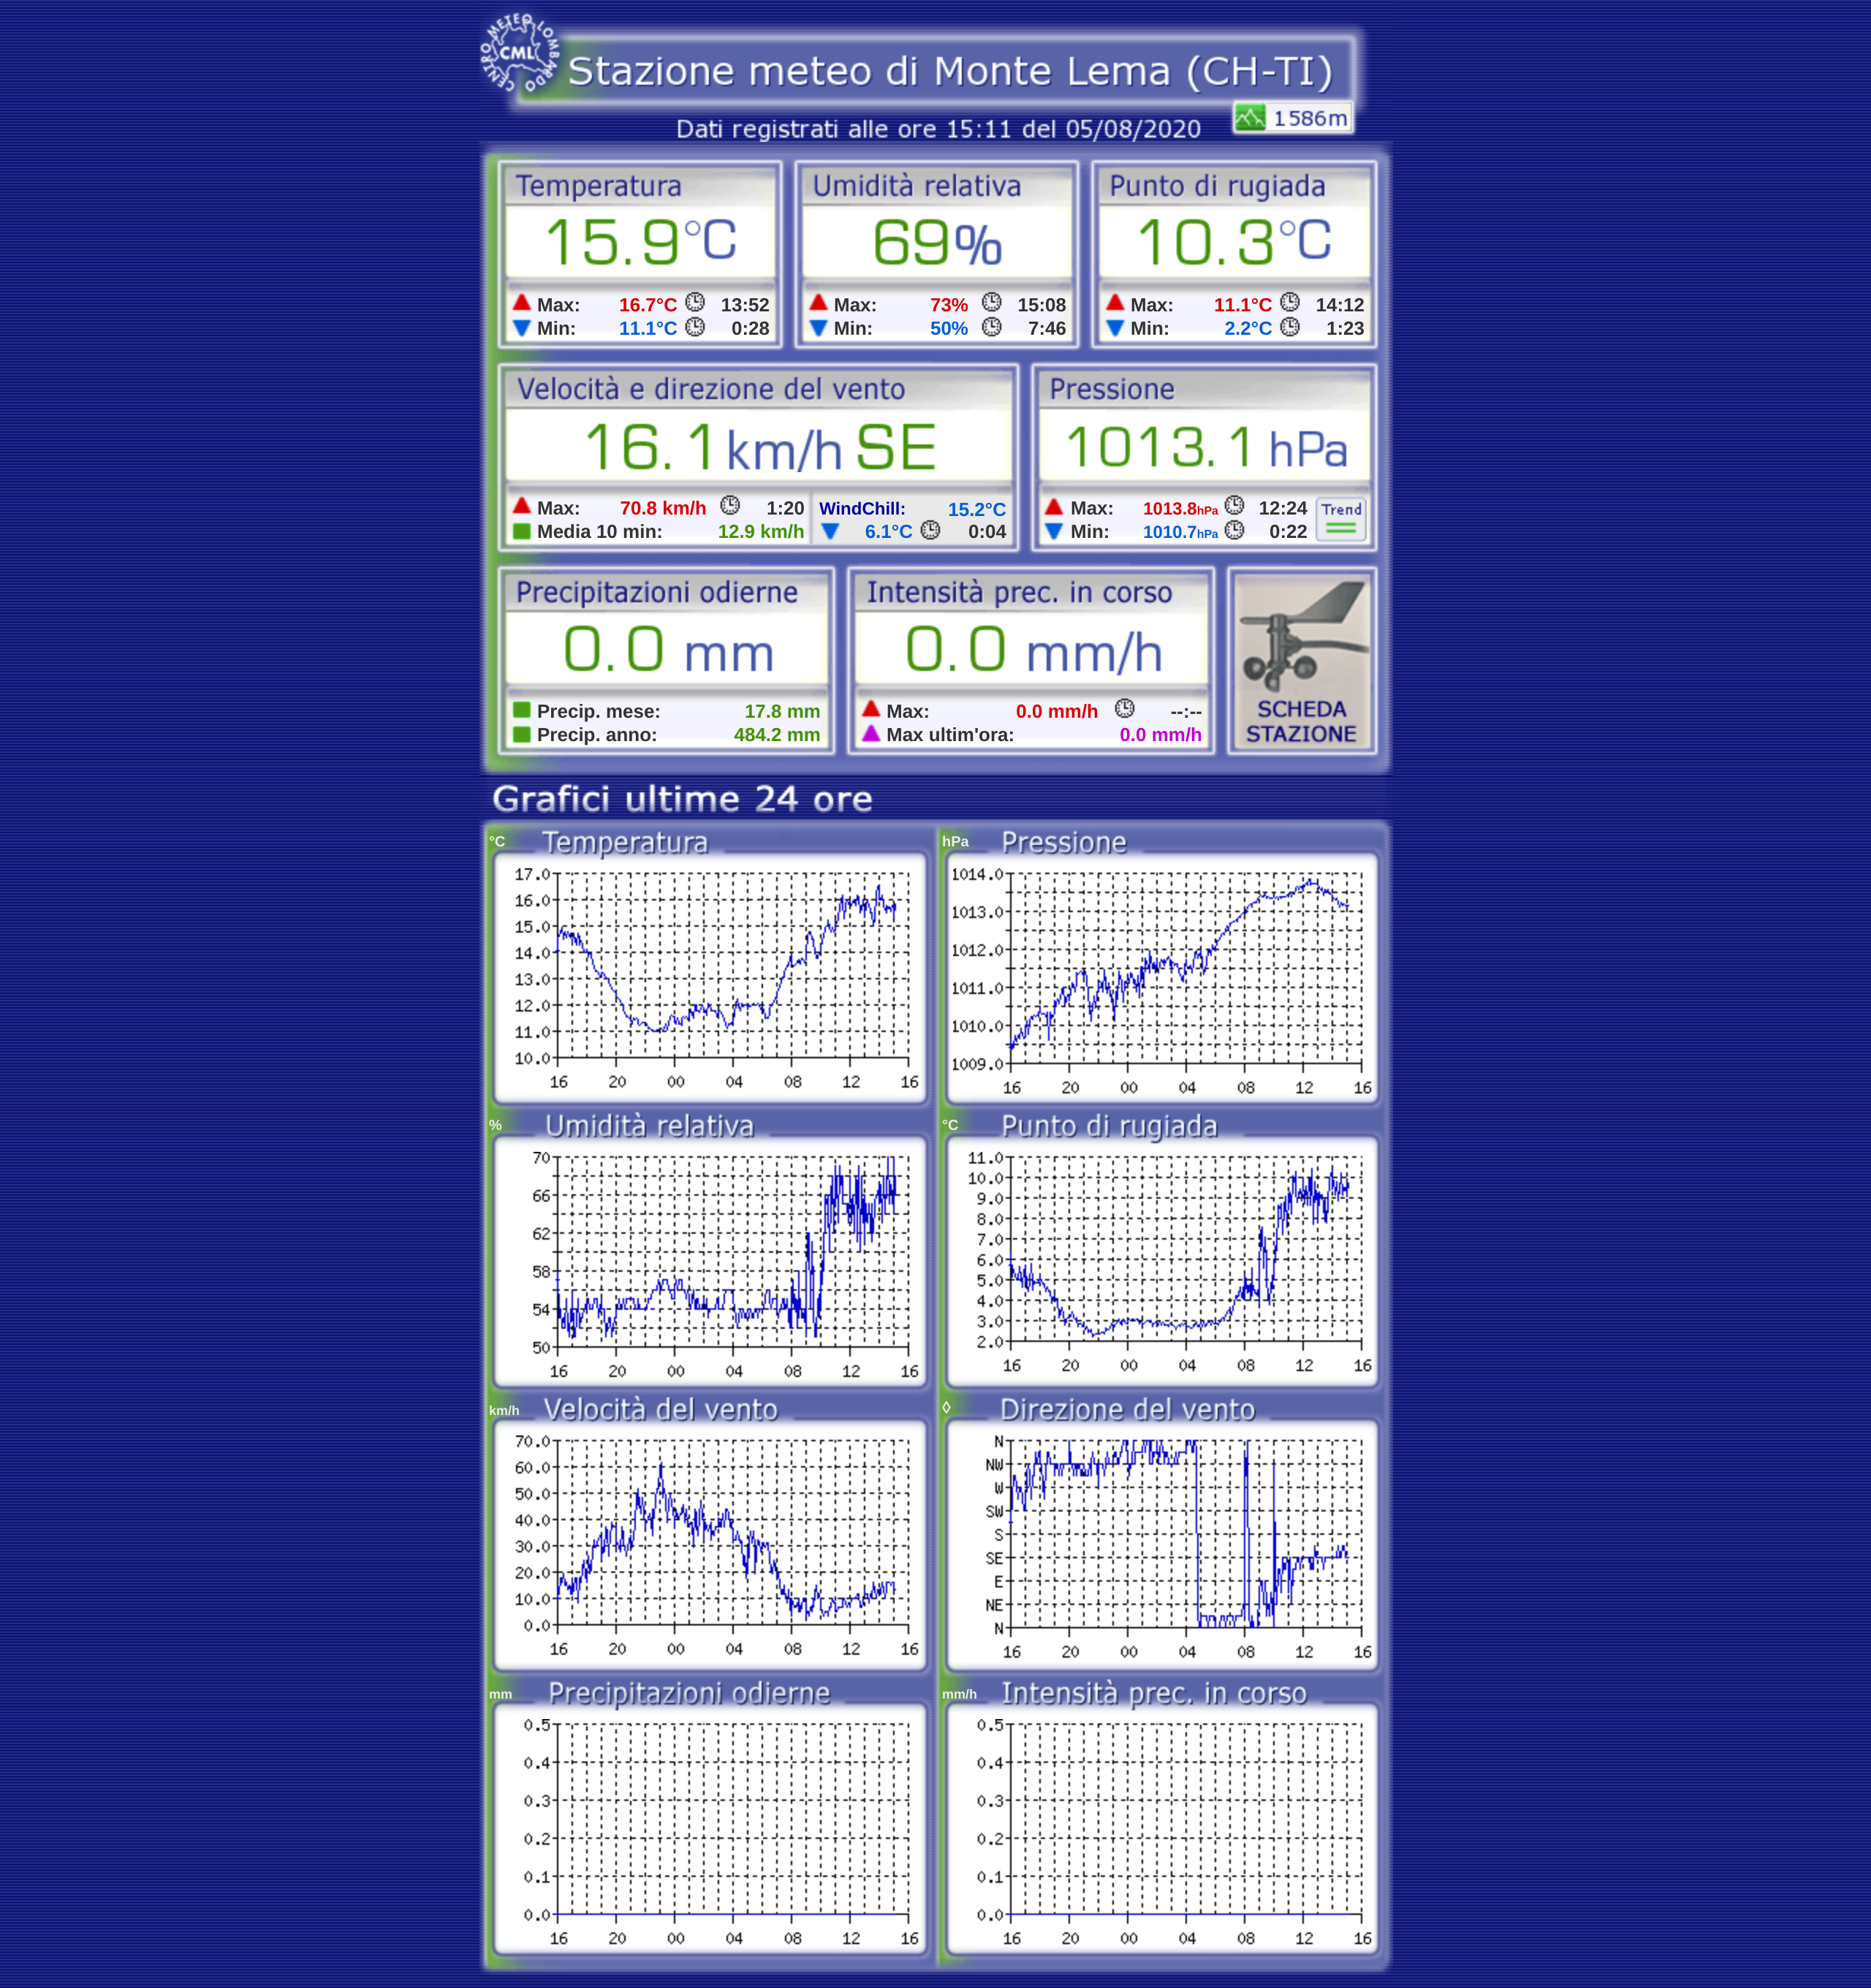 CENTRO METEO LOMBARDO
CML
Stazione meteo di Monte Lema (CH-TI)
1586m
Dati registrati alle ore 15:11 del 05/08/2020
Temperatura
15.9°C
Max: 16.7°C 13:52
Min: 11.1°C 0:28
Umidità relativa
69%
Max: 73% 15:08
Min: 50% 7:46
Punto di rugiada
10.3°C
Max: 11.1°C 14:12
Min: 2.2°C 1:23
Velocità e direzione del vento
16.1 km/h SE
Max: 70.8 km/h 1:20
Media 10 min: 12.9 km/h
WindChill: 15.2°C
6.1°C 0:04
Pressione
1013.1 hPa
Max: 1013.8hPa 12:24
Min: 1010.7hPa 0:22
Trend
Precipitazioni odierne
0.0 mm
Precip. mese: 17.8 mm
Precip. anno: 484.2 mm
Intensità prec. in corso
0.0 mm/h
Max: 0.0 mm/h --:--
Max ultim'ora: 0.0 mm/h
SCHEDA
STAZIONE
Grafici ultime 24 ore
°C Temperatura
17.0
16.0
15.0
14.0
13.0
12.0
11.0
10.0
16 20 00 04 08 12 16
hPa Pressione
1014.0
1013.0
1012.0
1011.0
1010.0
1009.0
16 20 00 04 08 12 16
% Umidità relativa
70
66
62
58
54
50
16 20 00 04 08 12 16
°C Punto di rugiada
11.0
10.0
9.0
8.0
7.0
6.0
5.0
4.0
3.0
2.0
16 20 00 04 08 12 16
km/h Velocità del vento
70.0
60.0
50.0
40.0
30.0
20.0
10.0
0.0
16 20 00 04 08 12 16
◊ Direzione del vento
N
NW
W
SW
S
SE
E
NE
N
16 20 00 04 08 12 16
mm Precipitazioni odierne
0.5
0.4
0.3
0.2
0.1
0.0
16 20 00 04 08 12 16
mm/h Intensità prec. in corso
0.5
0.4
0.3
0.2
0.1
0.0
16 20 00 04 08 12 16